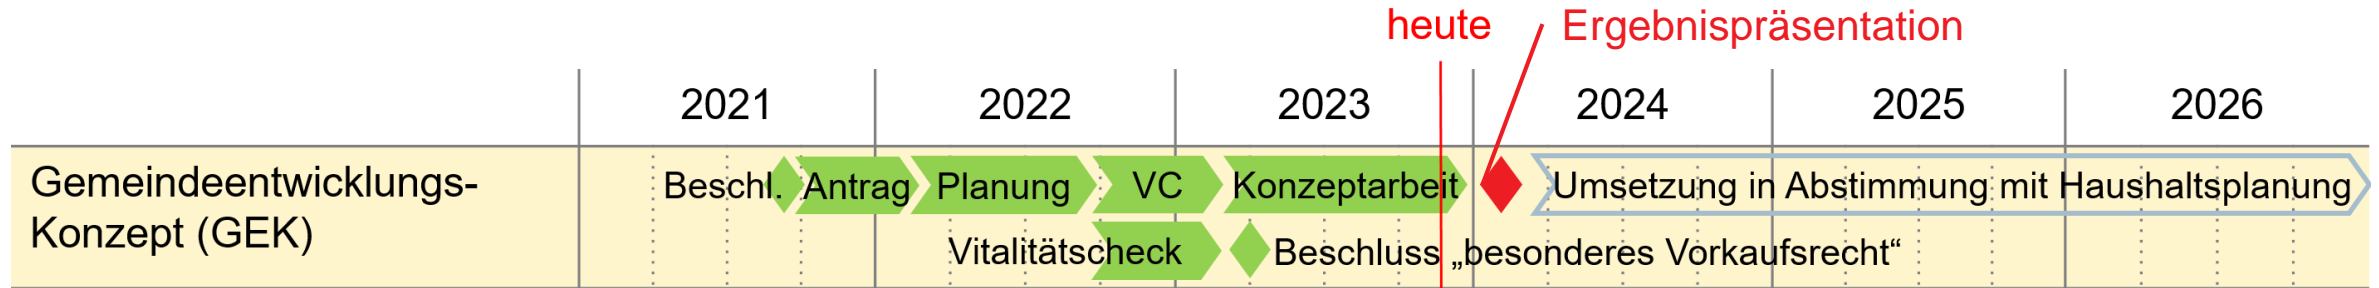 heute Ergebnispräsentation
2021 2022 2023 2024 2025 2026
Gemeindeentwicklungs-
Konzept (GEK)
Beschl. Antrag Planung VC Konzeptarbeit Umsetzung in Abstimmung mit Haushaltsplanung
Vitalitätscheck Beschluss „besonderes Vorkaufsrecht“